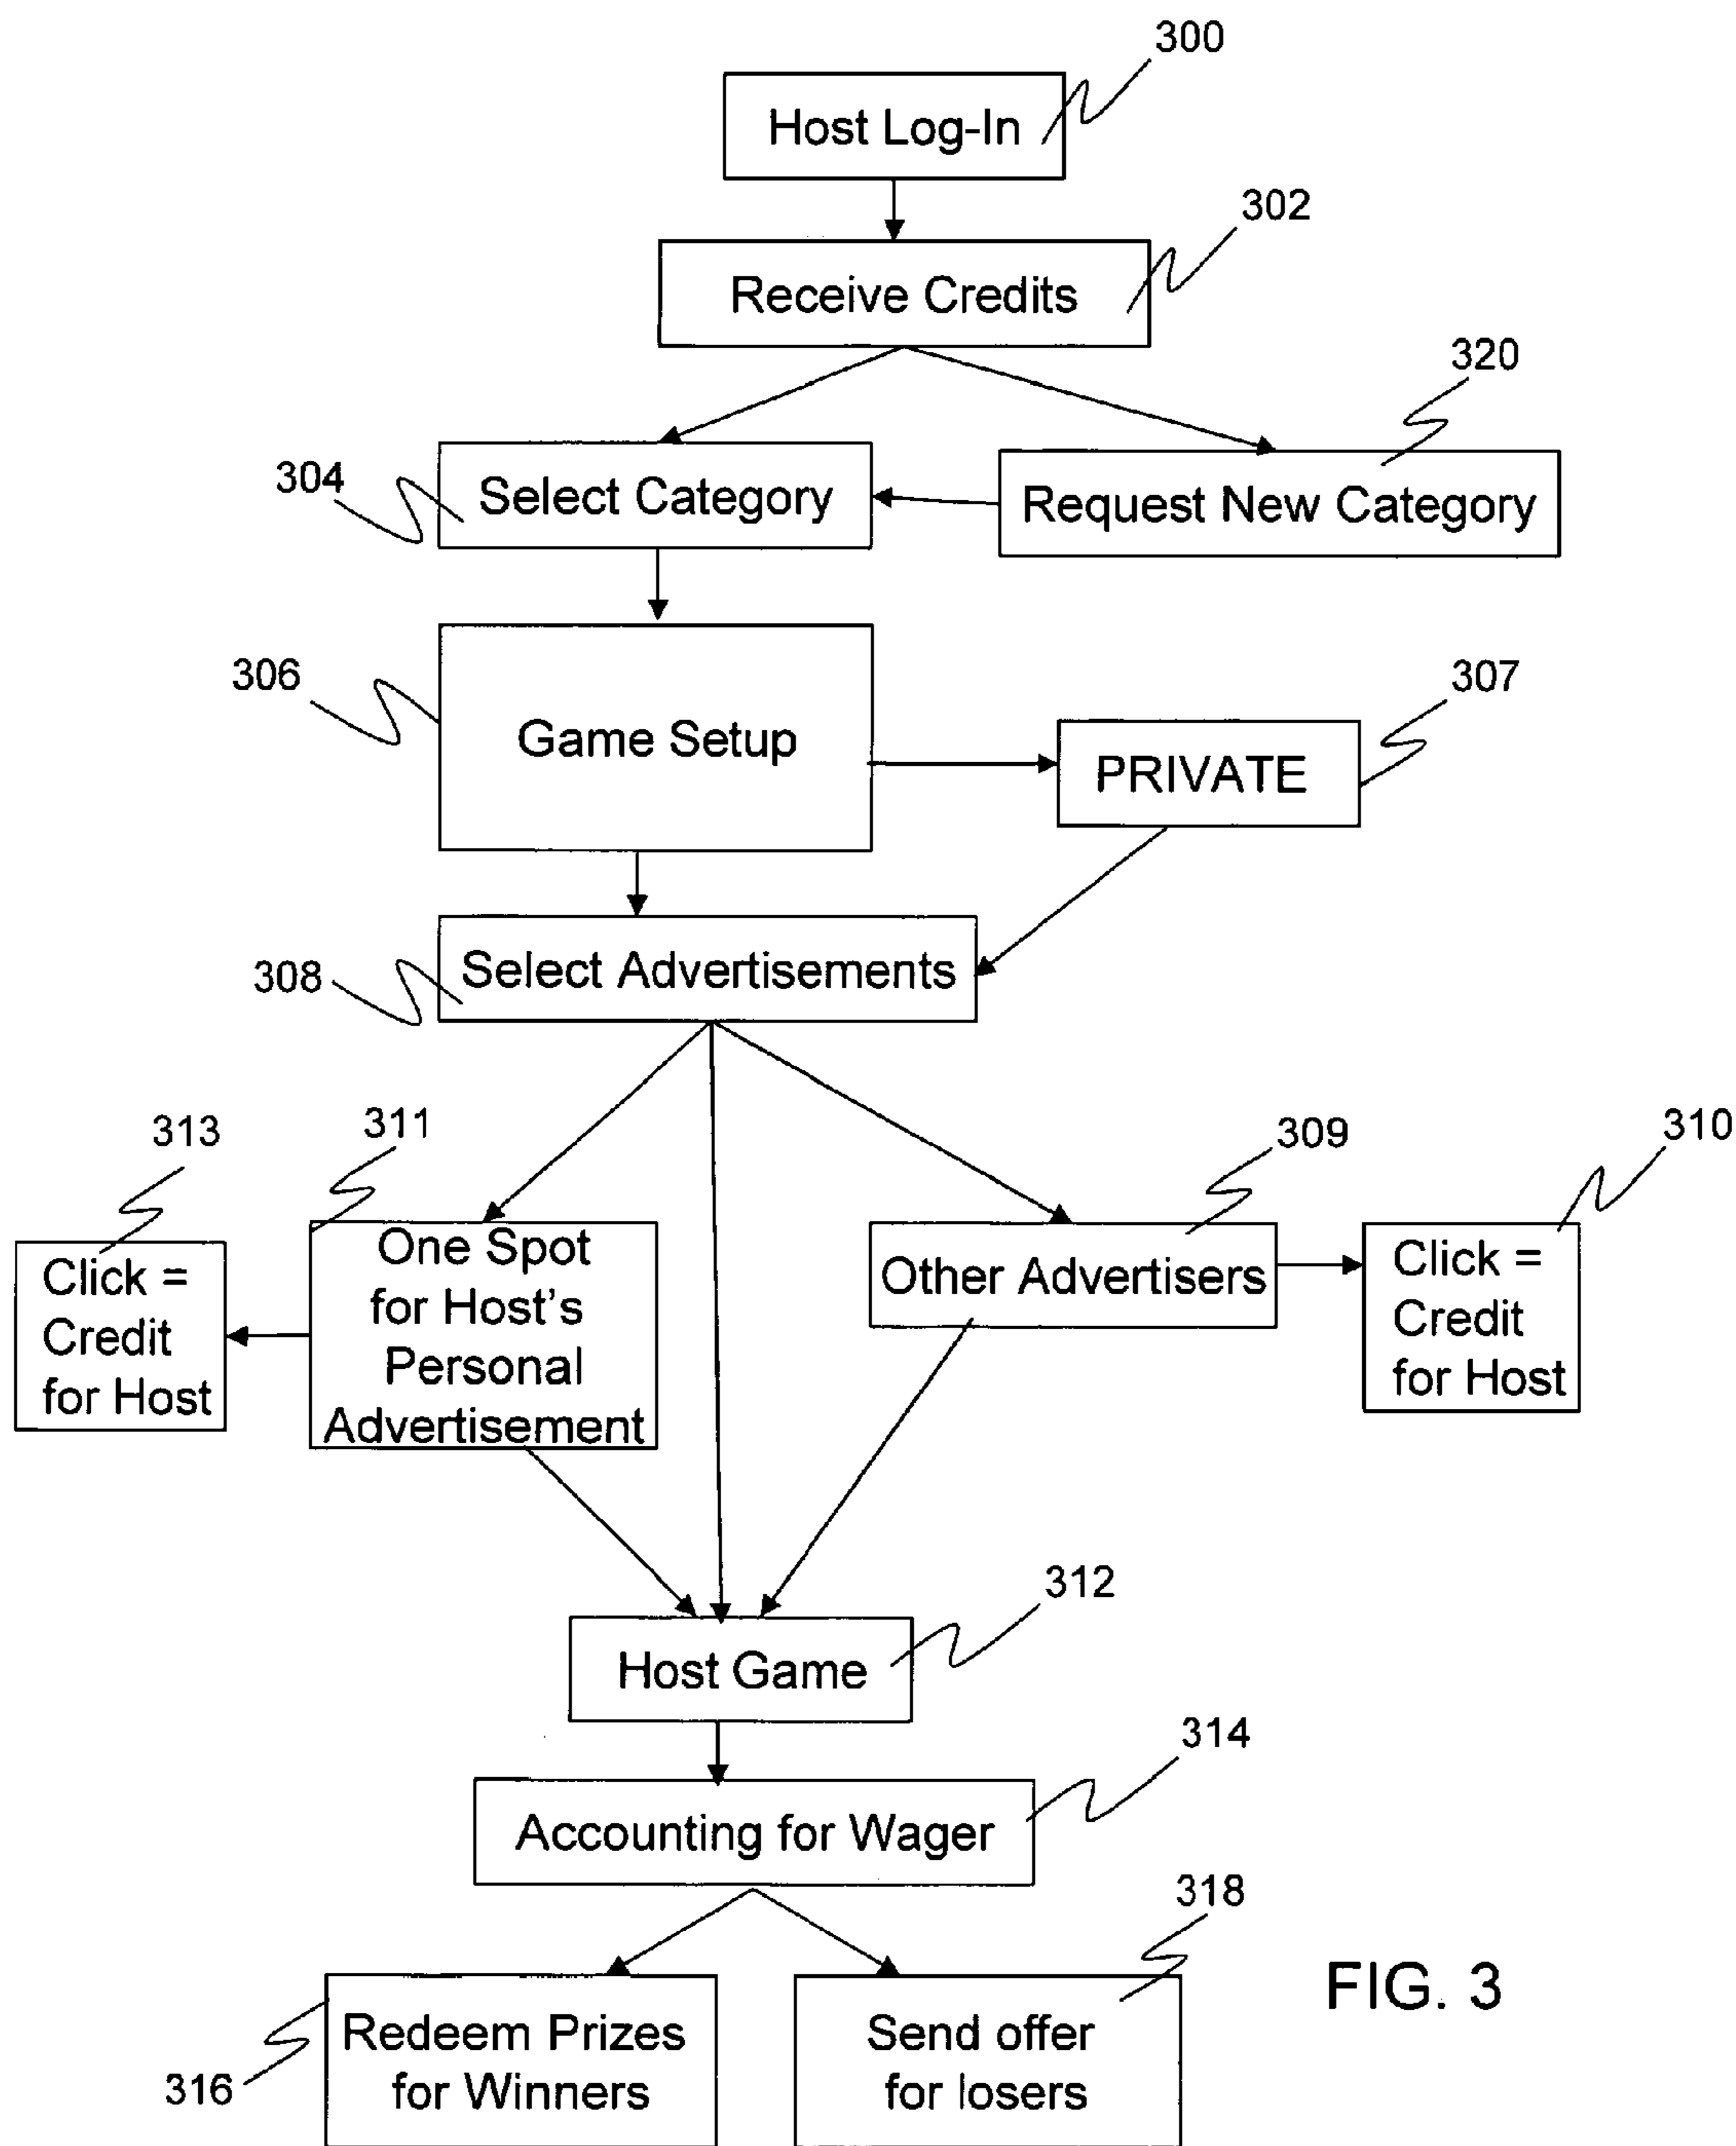 300
Host Log-In
302
Receive Credits
320
304
Select Category
Request New Category
306
307
Game Setup
PRIVATE
308
Select Advertisements
313
311
309
310
Click =
Credit
for Host
One Spot
for Host's
Personal
Advertisement
Other Advertisers
Click =
Credit
for Host
312
Host Game
314
Accounting for Wager
318
316
Redeem Prizes
for Winners
Send offer
for losers
FIG. 3